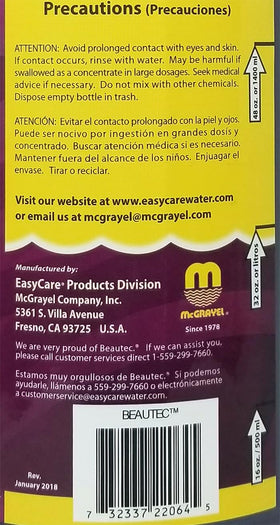 Precautions (Precauciones)
ATTENTION: Avoid prolonged contact with eyes and skin.
If contact occurs, rinse with water. May be harmful if
swallowed as a concentrate in large dosages. Seek medical
advice if necessary. Do not mix with other chemicals.
Dispose empty bottle in trash.
ATENCIÓN: Evitar el contacto prolongado con la piel y ojos.
Puede ser nocivo por ingestión en grandes dosis y
concentrado. Buscar atención médica si es necesario.
Mantener fuera del alcance de los niños. Enjuagar el
envase. Tirar o reciclar.
48 oz. or 1400 ml
Visit our website at www.easycarewater.com
or email us at mcgrayel@mcgrayel.com
32 oz. or litros
Manufactured by:
EasyCare® Products Division
McGrayel Company, Inc.
5361 S. Villa Avenue
Fresno, CA 93725 U.S.A.
McGRAYEL®
Since 1978
We are very proud of Beautec.® If we can assist you,
please call customer services direct 1-559-299-7660.
Estamos muy orgullosos de Beautec.® Si podemos
ayudarle, llámenos a 559-299-7660 o electrónicamente
a customerservice@easycarewater.com.
BEAUTEC™
7 32337 22064 5
16 oz / 500 ml
Rev.
January 2018